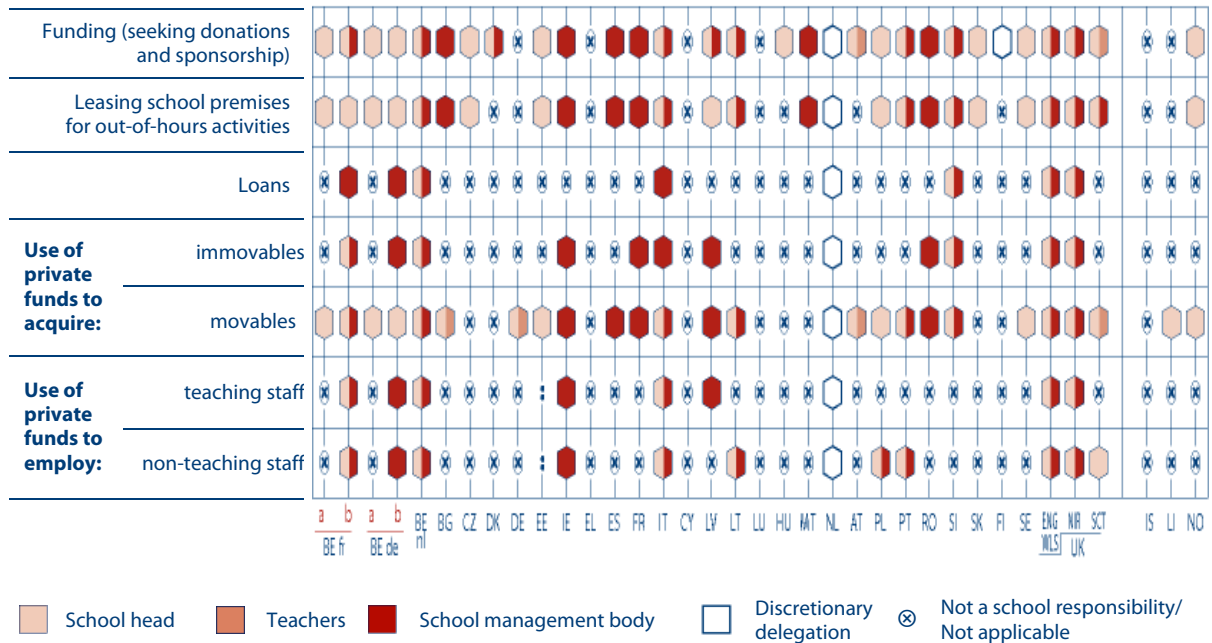 Funding (seeking donations
and sponsorship)
Leasing school premises
for out-of-hours activities
Loans
Use of
private
funds to
acquire:
immovables
movables
Use of
private
funds to
employ:
teaching staff
non-teaching staff
a b a b BE nl BG CZ DK DE EE IE EL ES FR IT CY LV LT LU HU MT NL AT PL PT RO SI SK FI SE ENG NIR SCT IS LI NO
BE fr BE de WLS UK
School head
Teachers
School management body
Discretionary
delegation
Not a school responsibility/
Not applicable